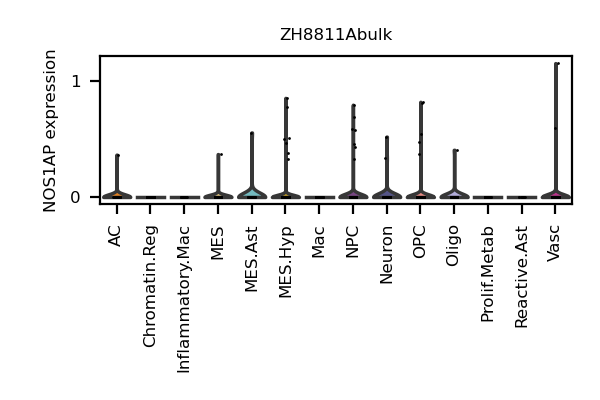 ZH8811Abulk
NOS1AP expression
1
0
AC
Chromatin.Reg
Inflammatory.Mac
MES
MES.Ast
MES.Hyp
Mac
NPC
Neuron
OPC
Oligo
Prolif.Metab
Reactive.Ast
Vasc